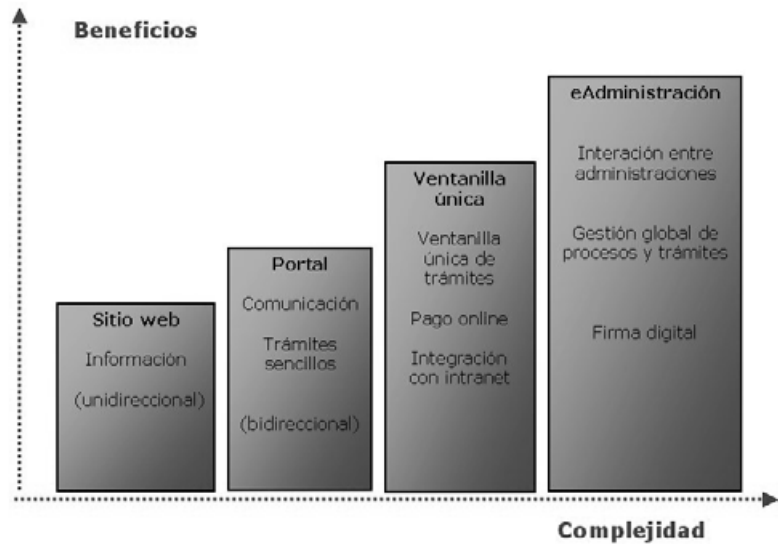 Beneficios
Sitio web
Información
(unidireccional)
Portal
Comunicación
Trámites
sencillos
(bidireccional)
Ventanilla
única
Ventanilla
única de
trámites
Pago online
Integración
con intranet
eAdministración
Interación entre
administraciones
Gestión global de
procesos y trámites
Firma digital
Complejidad